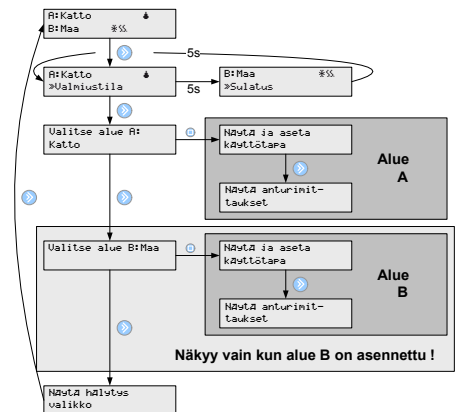 A:Katto
B:Maa
5s
A:Katto
»Valmiustila
5s
B:Maa
»Sulatus
Valitse alue A:
Katto
Näytä ja aseta
käyttötapa
Alue
A
Näytä anturimit-
taukset
Valitse alue B:Maa
Näytä ja aseta
käyttötapa
Alue
B
Näytä anturimit-
taukset
Näkyy vain kun alue B on asennettu !
Näytä hälytys
valikko